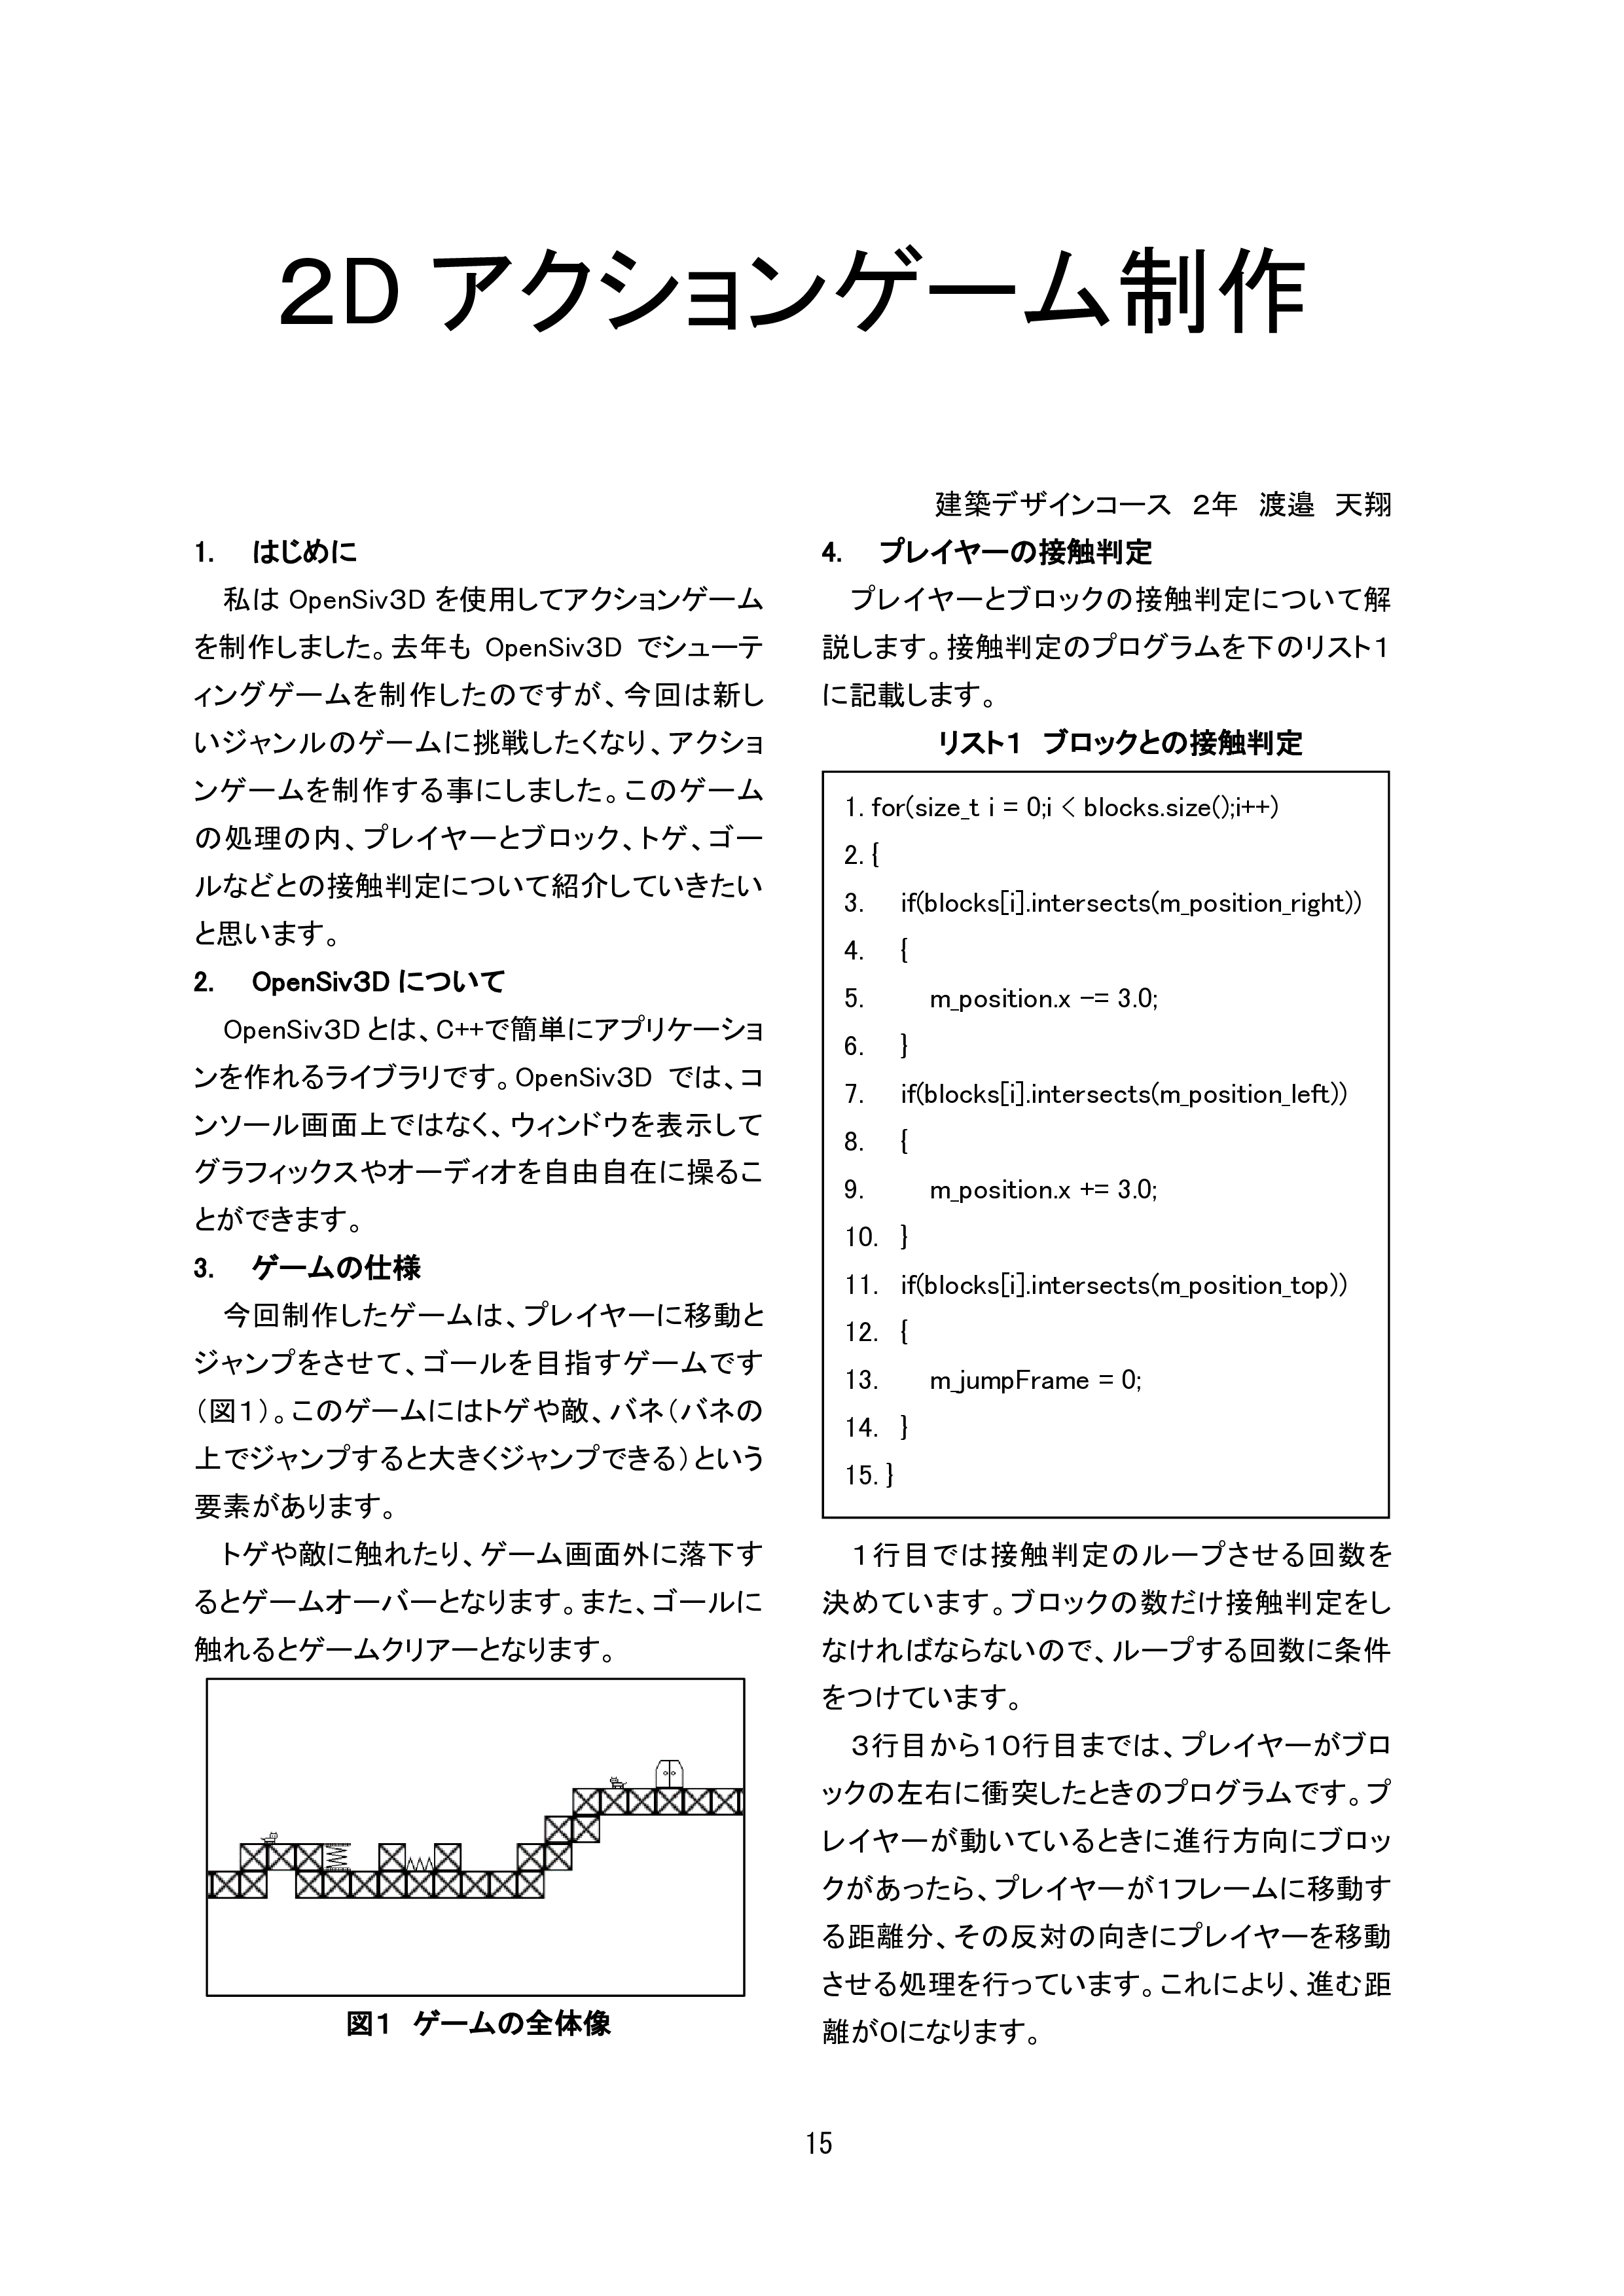 2D アクションゲーム制作
建築デザインコース 2年 渡邉 天翔
1. はじめに
私は OpenSiv3D を使用してアクションゲーム
を制作しました。去年も OpenSiv3D でシューテ
ィングゲームを制作したのですが、今回は新し
いジャンルのゲームに挑戦したくなり、アクショ
ンゲームを制作する事にしました。このゲーム
の処理の内、プレイヤーとブロック、トゲ、ゴー
ルなどとの接触判定について紹介していきたい
と思います。
2. OpenSiv3D について
OpenSiv3D とは、C++で簡単にアプリケーショ
ンを作れるライブラリです。OpenSiv3D では、コ
ンソール画面上ではなく、ウィンドウを表示して
グラフィックスやオーディオを自由自在に操るこ
とができます。
3. ゲームの仕様
今回制作したゲームは、プレイヤーに移動と
ジャンプをさせて、ゴールを目指すゲームです
（図１）。このゲームにはトゲや敵、バネ（バネの
上でジャンプすると大きくジャンプできる）という
要素があります。
トゲや敵に触れたり、ゲーム画面外に落下す
るとゲームオーバーとなります。また、ゴールに
触れるとゲームクリアーとなります。
図１ ゲームの全体像
4. プレイヤーの接触判定
プレイヤーとブロックの接触判定について解
説します。接触判定のプログラムを下のリスト１
に記載します。
リスト１ ブロックとの接触判定
1. for(size_t i = 0;i < blocks.size();i++)
2. {
3. if(blocks[i].intersects(m_position_right))
4. {
5. m_position.x -= 3.0;
6. }
7. if(blocks[i].intersects(m_position_left))
8. {
9. m_position.x += 3.0;
10. }
11. if(blocks[i].intersects(m_position_top))
12. {
13. m_jumpFrame = 0;
14. }
15. }
１行目では接触判定のループさせる回数を
決めています。ブロックの数だけ接触判定をし
なければならないので、ループする回数に条件
をつけています。
３行目から１０行目までは、プレイヤーがブロ
ックの左右に衝突したときのプログラムです。プ
レイヤーが動いているときに進行方向にブロッ
クがあったら、プレイヤーが１フレームに移動す
る距離分、その反対の向きにプレイヤーを移動
させる処理を行っています。これにより、進む距
離が０になります。
15